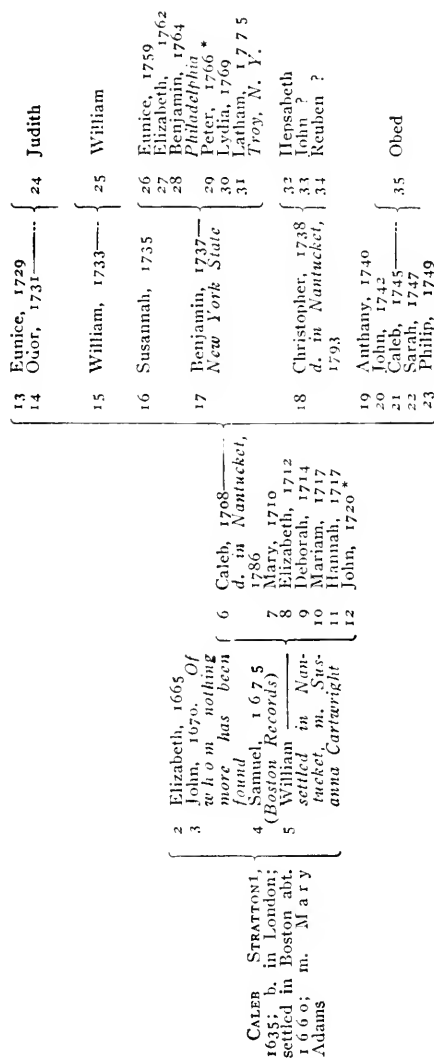 CALEB STRATTON1,
1635; b. in London;
settled in Boston abt.
1660; m. Mary
Adams
2 Elizabeth, 1665
3 John, 1670. Of
whom nothing
more has been
found
4 Samuel, 1675
(Boston Records)
5 William
settled in Nan-
tucket, m. Sus-
anna Cartwright
6 Caleb, 1708
d. in Nantucket,
1786
7 Mary, 1710
8 Elizabeth, 1712
9 Deborah, 1714
10 Mariam, 1717
11 Hannah, 1717
12 John, 1720*
13 Eunice, 1729
14 Odor, 1731
15 William, 1733
16 Susannah, 1735
17 Benjamin, 1737
New York State
18 Christopher, 1738
d. in Nantucket,
1793
19 Anthany, 1740
20 John, 1742
21 Caleb, 1745
22 Sarah, 1747
23 Philip, 1749
24 Judith
25 William
26 Eunice, 1759
27 Elizabeth, 1762
28 Benjamin, 1764
Philadelphia
29 Peter, 1766 *
30 Lydia, 1769
31 Latham, 1775
Troy, N. Y.
32 Hepsabeth
33 John ?
34 Reuben ?
35 Obed